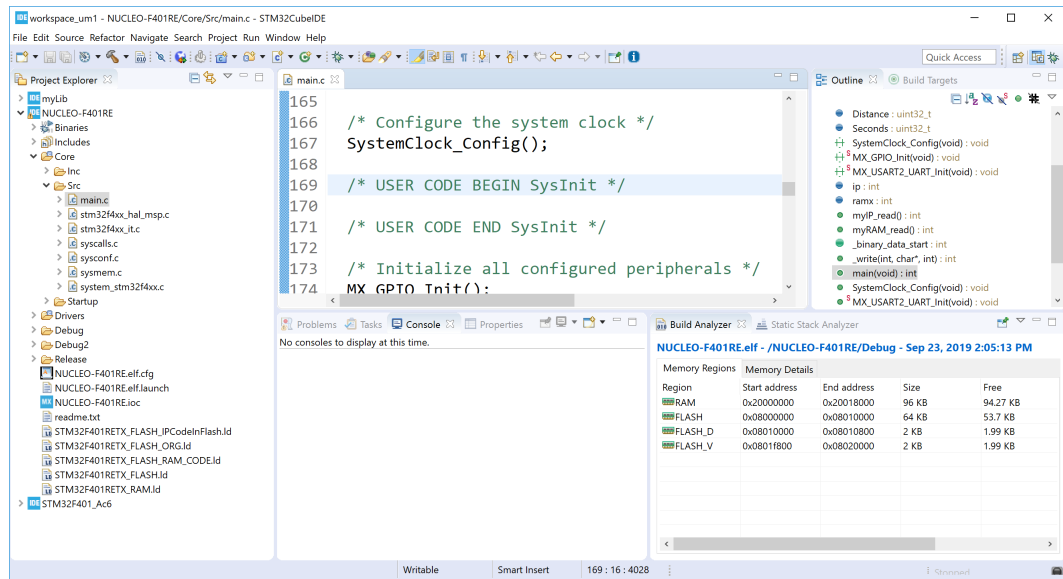 IDE workspace_um1 - NUCLEO-F401RE/Core/Src/main.c - STM32CubeIDE
File Edit Source Refactor Navigate Search Project Run Window Help
Quick Access
Project Explorer
IDE myLib
IDE NUCLEO-F401RE
Binaries
Includes
Core
Inc
Src
main.c
stm32f4xx_hal_msp.c
stm32f4xx_it.c
syscalls.c
sysconf.c
sysmem.c
system_stm32f4xx.c
Startup
Drivers
Debug
Debug2
Release
NUCLEO-F401RE.elf.cfg
NUCLEO-F401RE.elf.launch
MX NUCLEO-F401RE.ioc
readme.txt
STM32F401RETX_FLASH_IPCodeInFlash.ld
STM32F401RETX_FLASH_ORG.ld
STM32F401RETX_FLASH_RAM_CODE.ld
STM32F401RETX_FLASH.ld
STM32F401RETX_RAM.ld
IDE STM32F401_Ac6
main.c
165
166 /* Configure the system clock */
167 SystemClock_Config();
168
169 /* USER CODE BEGIN SysInit */
170
171 /* USER CODE END SysInit */
172
173 /* Initialize all configured peripherals */
174 MX_GPIO_Init();
Outline Build Targets
Distance : uint32_t
Seconds : uint32_t
SystemClock_Config(void) : void
S MX_GPIO_Init(void) : void
S MX_USART2_UART_Init(void) : void
ip : int
ramx : int
myIP_read() : int
myRAM_read() : int
_binary_data_start : int
_write(int, char*, int) : int
main(void) : int
SystemClock_Config(void) : void
S MX_USART2_UART_Init(void) : void
Problems Tasks Console Properties
No consoles to display at this time.
Build Analyzer Static Stack Analyzer
NUCLEO-F401RE.elf - /NUCLEO-F401RE/Debug - Sep 23, 2019 2:05:13 PM
Memory Regions Memory Details
Region Start address End address Size Free
RAM 0x20000000 0x20018000 96 KB 94.27 KB
FLASH 0x08000000 0x08010000 64 KB 53.7 KB
FLASH_D 0x08010000 0x08010800 2 KB 1.99 KB
FLASH_V 0x0801f800 0x08020000 2 KB 1.99 KB
Writable Smart Insert 169 : 16 : 4028 Stopped